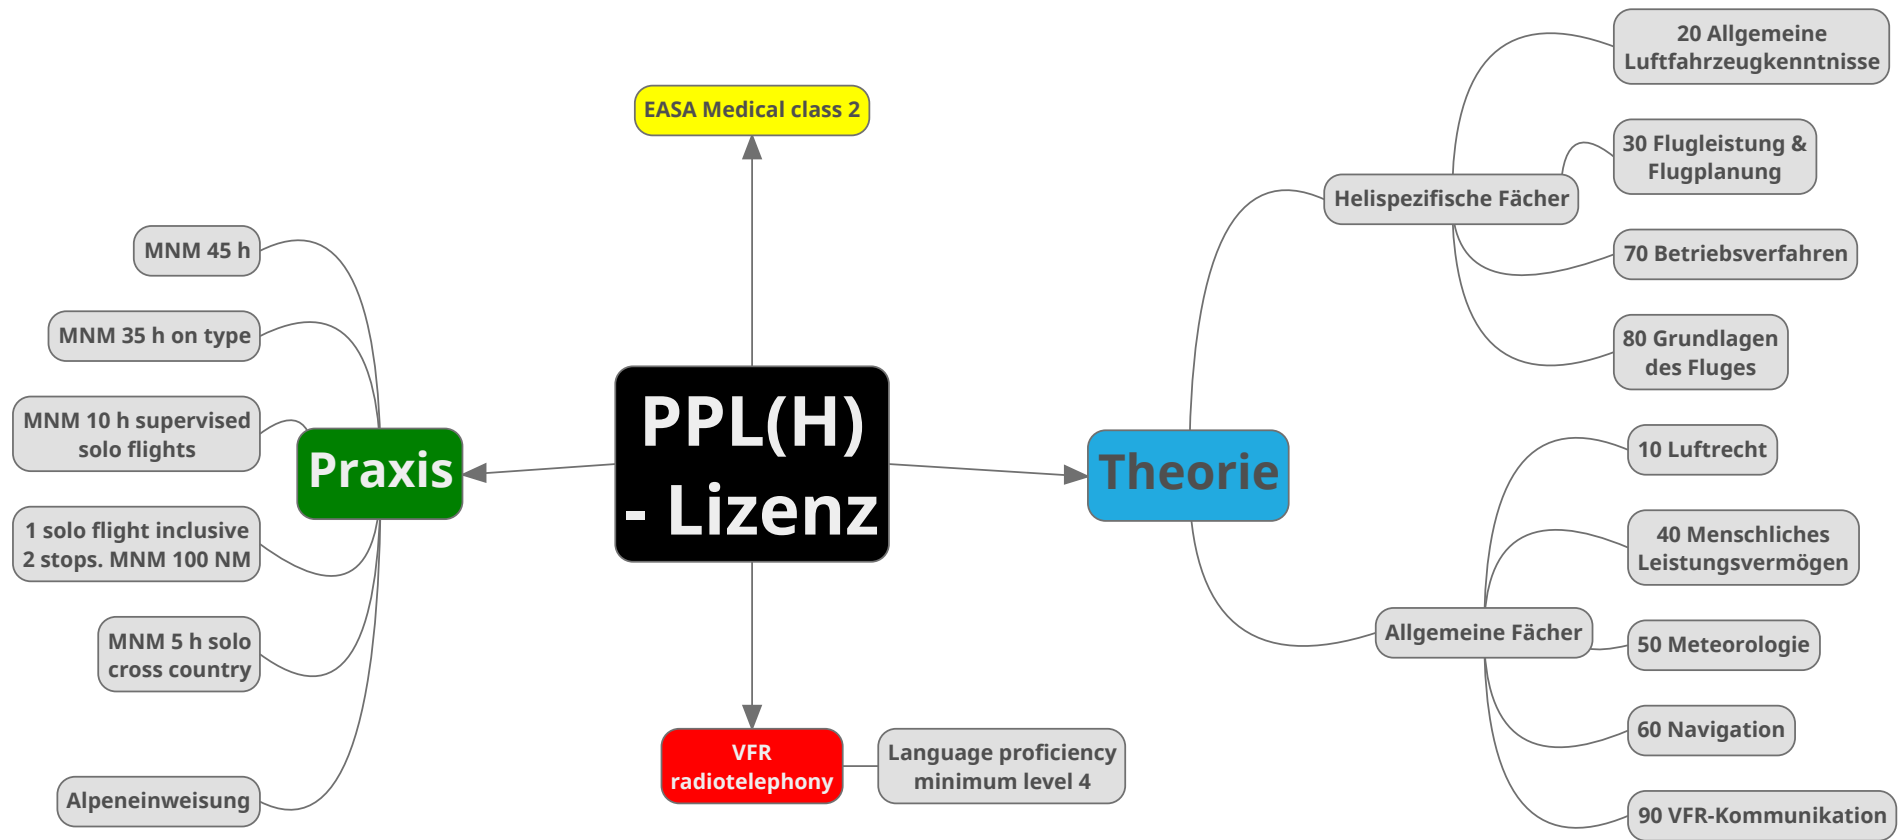 EASA Medical class 2
PPL(H)
- Lizenz
Praxis
MNM 45 h
MNM 35 h on type
MNM 10 h supervised
solo flights
1 solo flight inclusive
2 stops. MNM 100 NM
MNM 5 h solo
cross country
Alpeneinweisung
VFR
radiotelephony
Language proficiency
minimum level 4
Theorie
Helispezifische Fächer
20 Allgemeine
Luftfahrzeugkenntnisse
30 Flugleistung &
Flugplanung
70 Betriebsverfahren
80 Grundlagen
des Fluges
Allgemeine Fächer
10 Luftrecht
40 Menschliches
Leistungsvermögen
50 Meteorologie
60 Navigation
90 VFR-Kommunikation